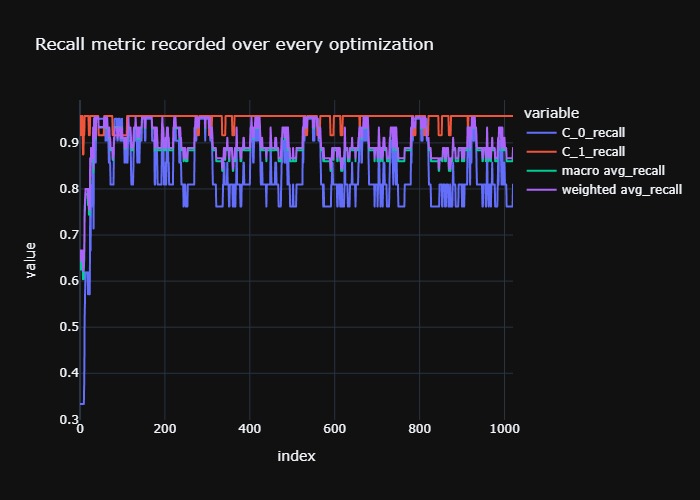 Recall metric recorded over every optimization
variable
C_0_recall
C_1_recall
macro avg_recall
weighted avg_recall
0.9
0.8
0.7
0.6
0.5
0.4
0.3
value
0 200 400 600 800 1000
index